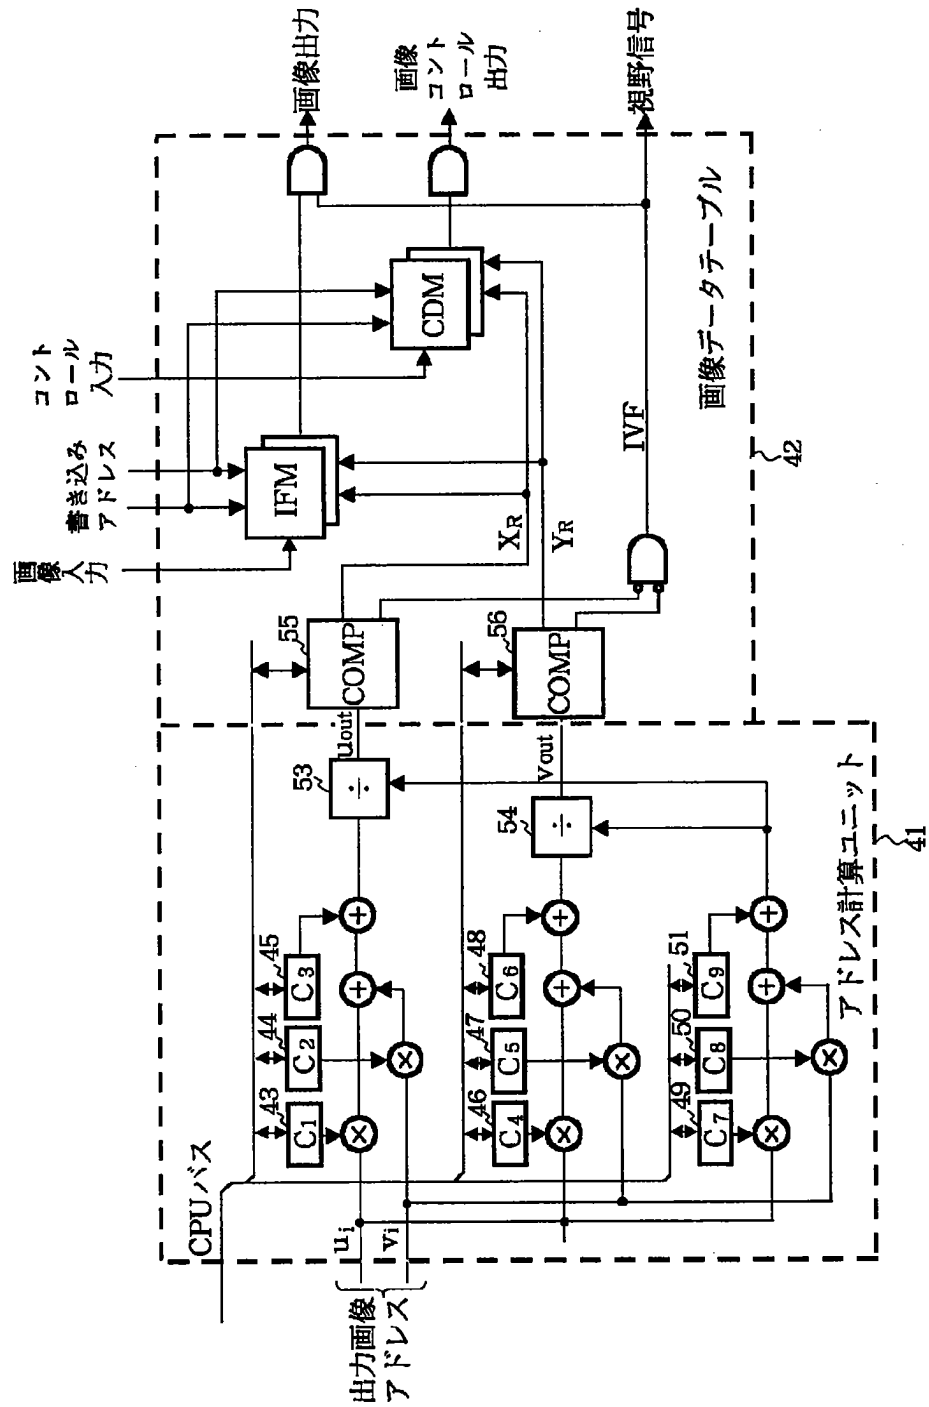 CPUバス
出力画像
アドレス
ui
vi
43
C1
44
C2
45
C3
46
C4
47
C5
48
C6
49
C7
50
C8
51
C9
×
×
+
+
×
×
+
+
×
×
+
+
53
÷
54
÷
uout
vout
アドレス計算ユニット
41
55
COMP
56
COMP
XR
YR
IVF
画像
入力
書き込み
アドレス
コント
ロール
入力
IFM
CDM
画像データテーブル
42
画像出力
画像
コント
ロール
出力
視野信号